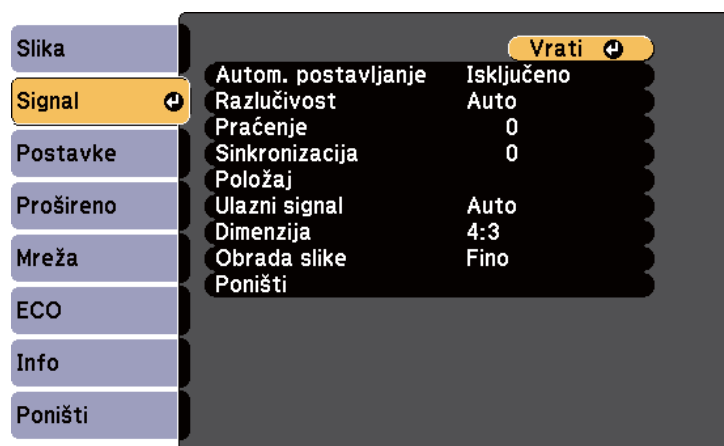 Slika
Signal
Postavke
Prošireno
Mreža
ECO
Info
Poništi
Vrati
Autom. postavljanje Isključeno
Razlučivost Auto
Praćenje 0
Sinkronizacija 0
Položaj
Ulazni signal Auto
Dimenzija 4:3
Obrada slike Fino
Poništi